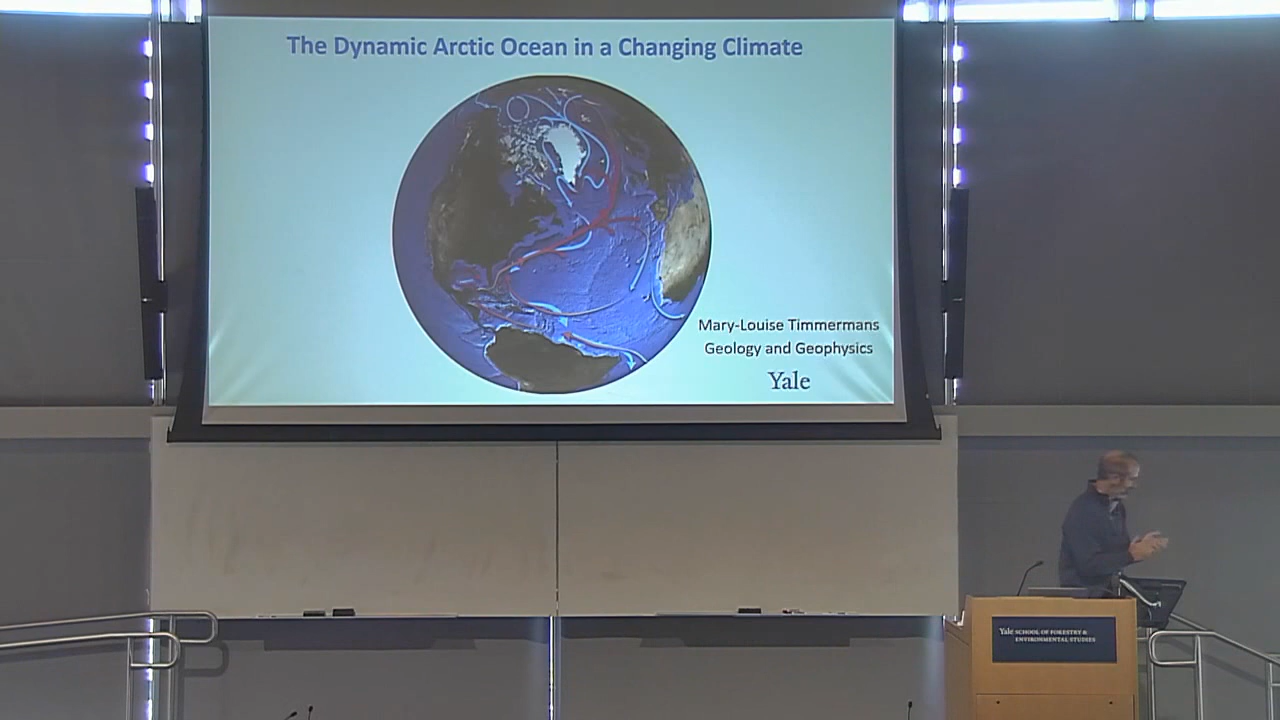 The Dynamic Arctic Ocean in a Changing Climate
Mary-Louise Timmermans
Geology and Geophysics
Yale
Yale SCHOOL OF FORESTRY &
ENVIRONMENTAL STUDIES